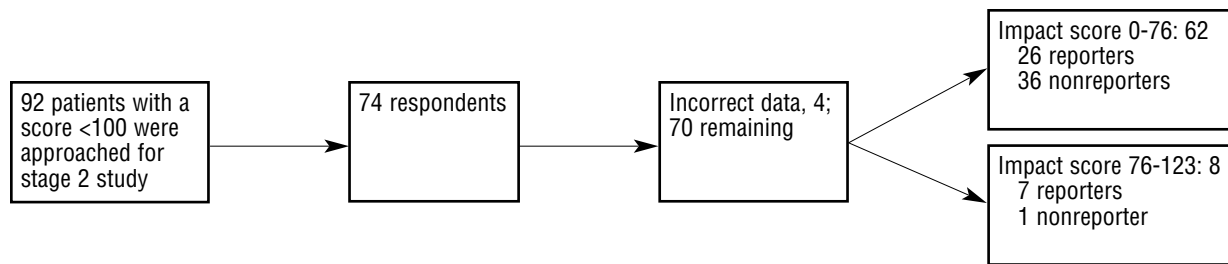 92 patients with a
score <100 were
approached for
stage 2 study
74 respondents
Incorrect data, 4;
70 remaining
Impact score 0-76: 62
26 reporters
36 nonreporters
Impact score 76-123: 8
7 reporters
1 nonreporter